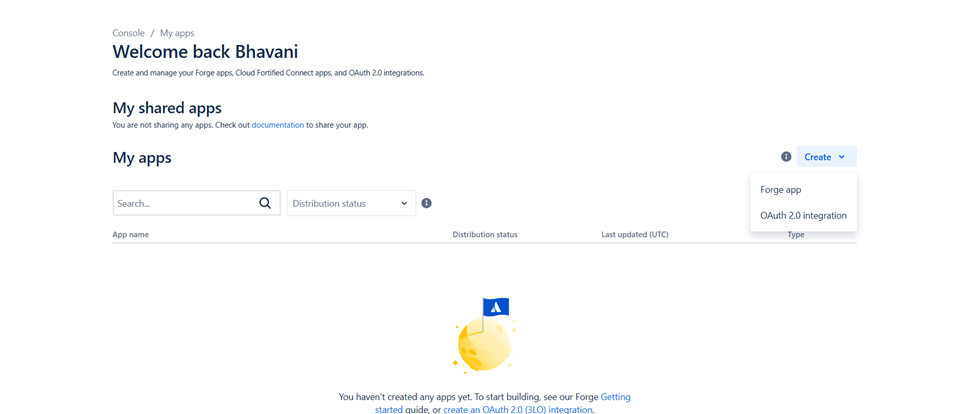 Console / My apps
Welcome back Bhavani
Create and manage your Forge apps, Cloud Fortified Connect apps, and OAuth 2.0 integrations.
My shared apps
You are not sharing any apps. Check out documentation to share your app.
My apps
Create
Forge app
OAuth 2.0 integration
Search...
Distribution status
App name
Distribution status
Last updated (UTC)
Type
You haven't created any apps yet. To start building, see our Forge Getting
started guide, or create an OAuth 2.0 (3LO) integration.